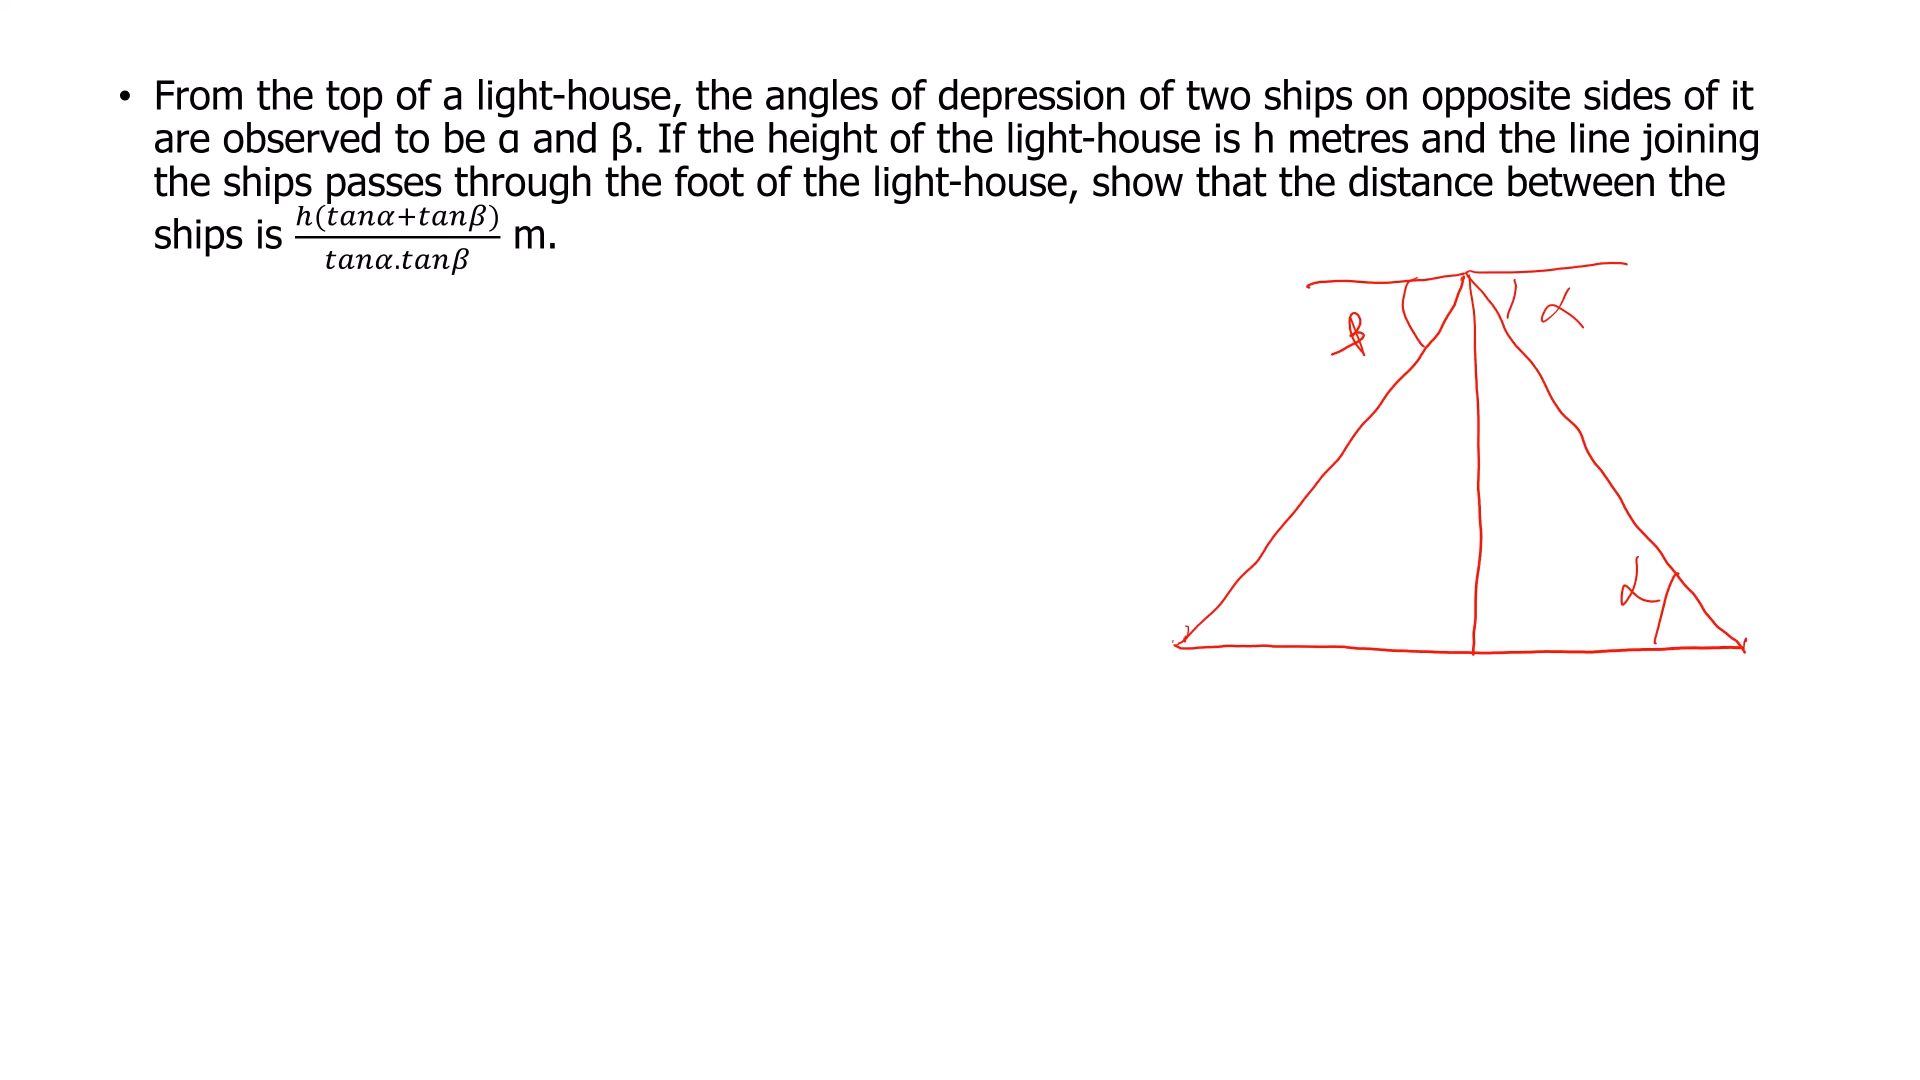 • From the top of a light-house, the angles of depression of two ships on opposite sides of it
are observed to be α and β. If the height of the light-house is h metres and the line joining
the ships passes through the foot of the light-house, show that the distance between the
ships is \frac{h(tanα+tanβ)}{tanα.tanβ} m.
β α
α